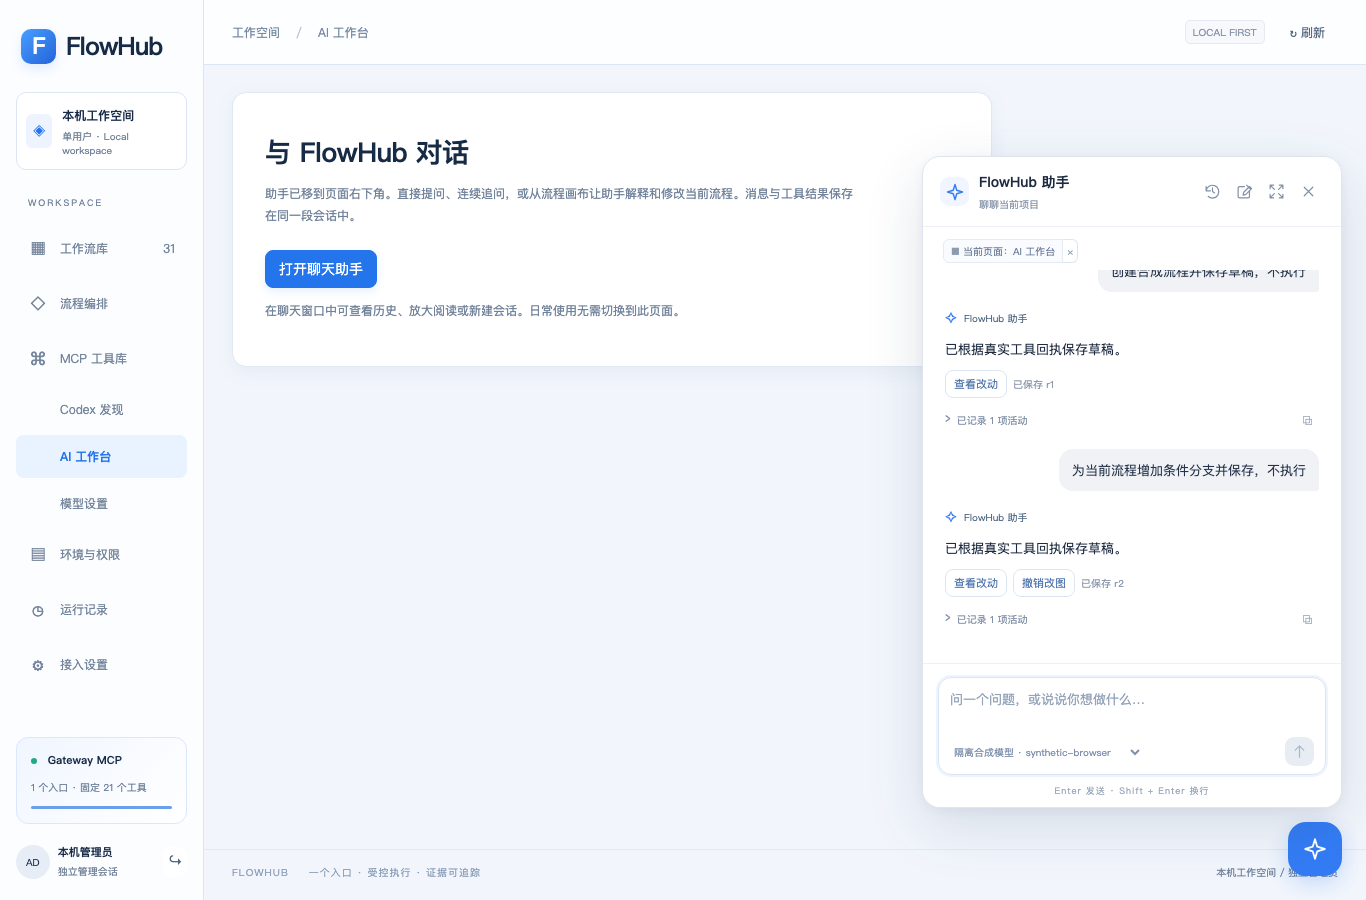 F FlowHub
本机工作空间
单用户 · Local
workspace
WORKSPACE
工作流库 31
流程编排
MCP 工具库
Codex 发现
AI 工作台
模型设置
环境与权限
运行记录
接入设置
Gateway MCP
1 个入口 · 固定 21 个工具
AD 本机管理员
独立管理会话
工作空间 / AI 工作台
LOCAL FIRST
刷新
与 FlowHub 对话
助手已移到页面右下角。直接提问、连续追问，或从流程画布让助手解释和修改当前流程。消息与工具结果保存
在同一段会话中。
打开聊天助手
在聊天窗口中可查看历史、放大阅读或新建会话。日常使用无需切换到此页面。
FlowHub 助手
聊聊当前项目
当前页面：AI 工作台 ×
创建合成流程并保存草稿，不执行
FlowHub 助手
已根据真实工具回执保存草稿。
查看改动 已保存 r1
已记录 1 项活动
为当前流程增加条件分支并保存，不执行
FlowHub 助手
已根据真实工具回执保存草稿。
查看改动 撤销改图 已保存 r2
已记录 1 项活动
问一个问题，或说说你想做什么...
隔离合成模型 · synthetic-browser
Enter 发送 · Shift + Enter 换行
FLOWHUB 一个入口 · 受控执行 · 证据可追踪
本机工作空间 /